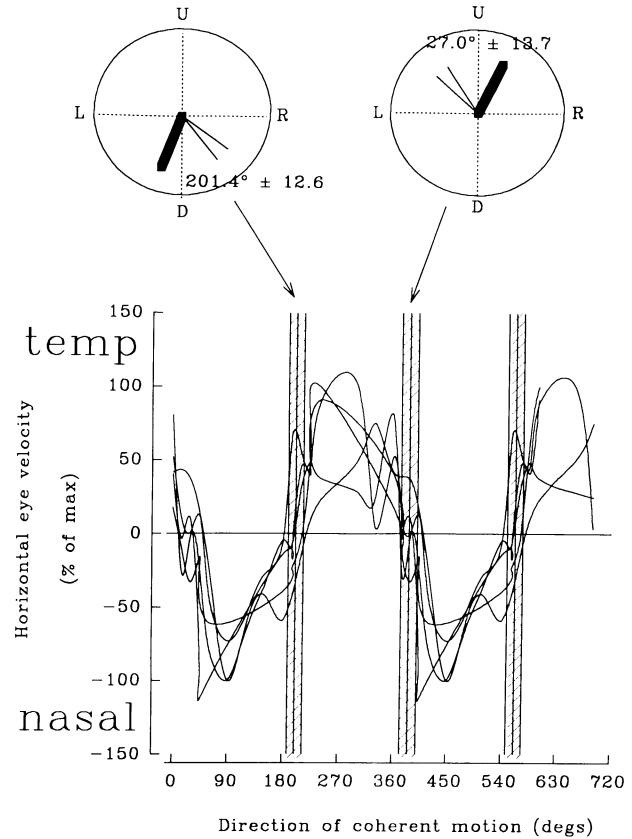 U
U
27.0° ± 13.7
L
R
L
R
201.4° ± 12.6
D
D
150
temp
100
50
0
-50
-100
nasal
-150
Horizontal eye velocity
(% of max)
0 90 180 270 360 450 540 630 720
Direction of coherent motion (degs)